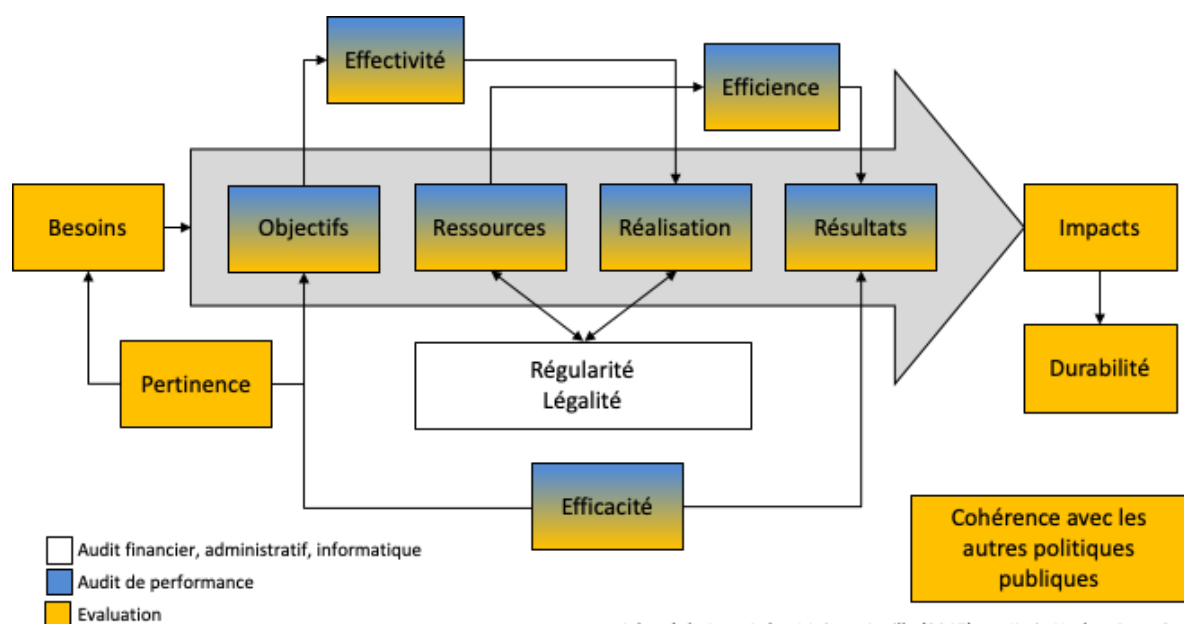 Effectivité
Efficience
Besoins
Objectifs
Ressources
Réalisation
Résultats
Impacts
Pertinence
Régularité
Légalité
Durabilité
Efficacité
Cohérence avec les
autres politiques
publiques
Audit financier, administratif, informatique
Audit de performance
Evaluation